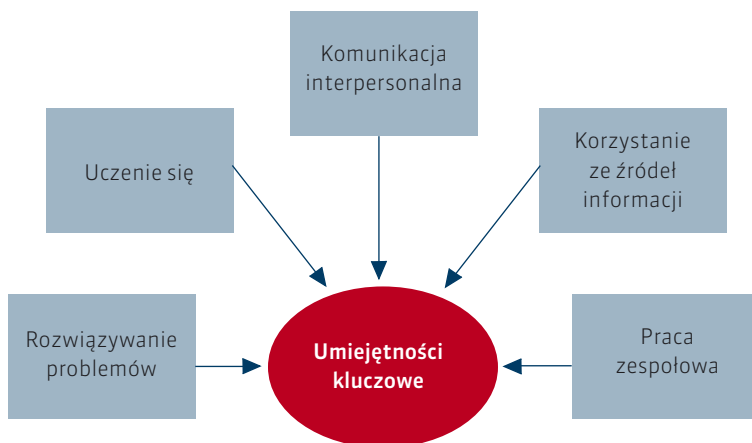 Komunikacja
interpersonalna
Uczenie się
Korzystanie
ze źródeł
informacji
Rozwiązywanie
problemów
Umiejętności
kluczowe
Praca
zespołowa